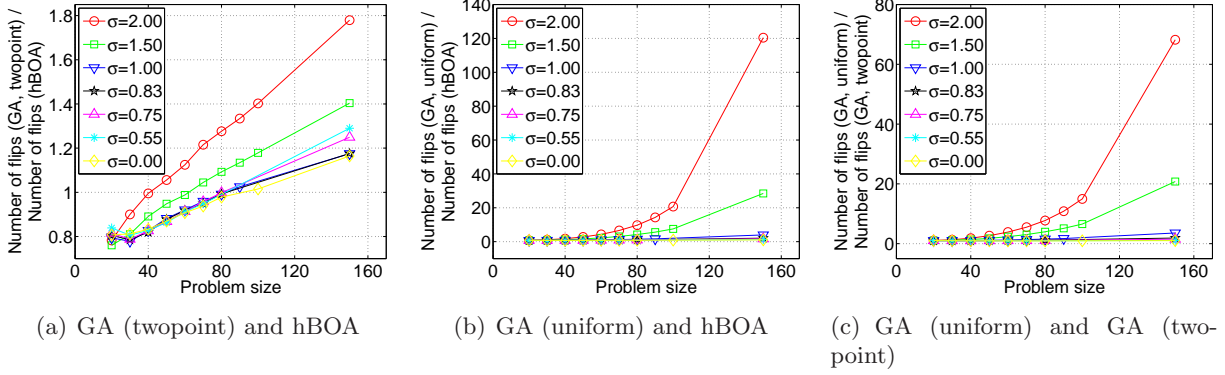 Number of flips (GA, twopoint) /
Number of flips (hBOA)
1.8
1.6
1.4
1.2
1
0.8
σ=2.00
σ=1.50
σ=1.00
σ=0.83
σ=0.75
σ=0.55
σ=0.00
0 40 80 120 160
Problem size
(a) GA (twopoint) and hBOA
Number of flips (GA, uniform) /
Number of flips (hBOA)
140
120
100
80
60
40
20
0
σ=2.00
σ=1.50
σ=1.00
σ=0.83
σ=0.75
σ=0.55
σ=0.00
0 40 80 120 160
Problem size
(b) GA (uniform) and hBOA
Number of flips (GA, uniform) /
Number of flips (GA, twopoint)
80
60
40
20
0
σ=2.00
σ=1.50
σ=1.00
σ=0.83
σ=0.75
σ=0.55
σ=0.00
0 40 80 120 160
Problem size
(c) GA (uniform) and GA (two-
point)